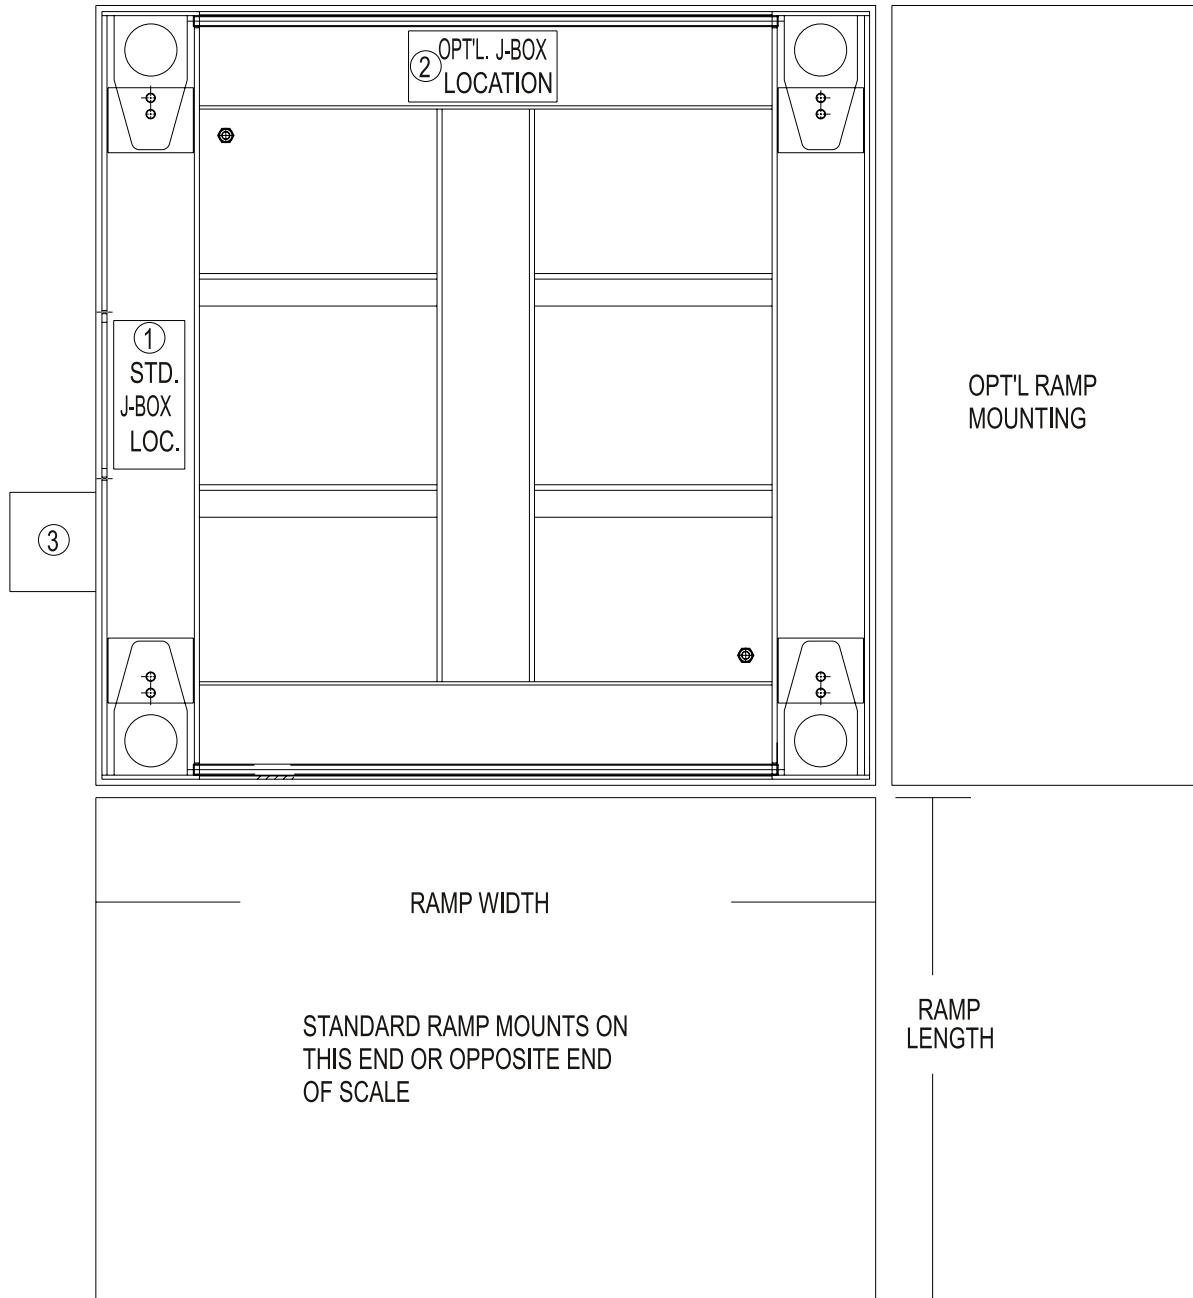 2 OPT'L. J-BOX
LOCATION
1
STD.
J-BOX
LOC.
3
OPT'L RAMP
MOUNTING
RAMP WIDTH
STANDARD RAMP MOUNTS ON
THIS END OR OPPOSITE END
OF SCALE
RAMP
LENGTH